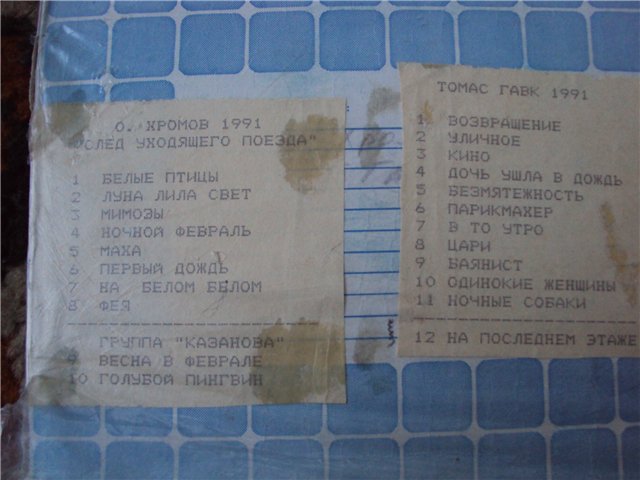 О. ХРОМОВ 1991
"СЛЕД УХОДЯЩЕГО ПОЕЗДА"
1 БЕЛЫЕ ПТИЦЫ
2 ЛУНА ЛИЛА СВЕТ
3 МИМОЗЫ
4 НОЧНОЙ ФЕВРАЛЬ
5 МАХА
6 ПЕРВЫЙ ДОЖДЬ
7 НА БЕЛОМ БЕЛОМ
8 ФЕЯ
ГРУППА "КАЗАНОВА"
9 ВЕСНА В ФЕВРАЛЕ
10 ГОЛУБОЙ ПИНГВИН
ТОМАС ГАВК 1991
1 ВОЗВРАЩЕНИЕ
2 УЛИЧНОЕ
3 КИНО
4 ДОЧЬ УШЛА В ДОЖДЬ
5 БЕЗМЯТЕЖНОСТЬ
6 ПАРИКМАХЕР
7 В ТО УТРО
8 ЦАРИ
9 БАЯНИСТ
10 ОДИНОКИЕ ЖЕНЩИНЫ
11 НОЧНЫЕ СОБАКИ
12 НА ПОСЛЕДНЕМ ЭТАЖЕ